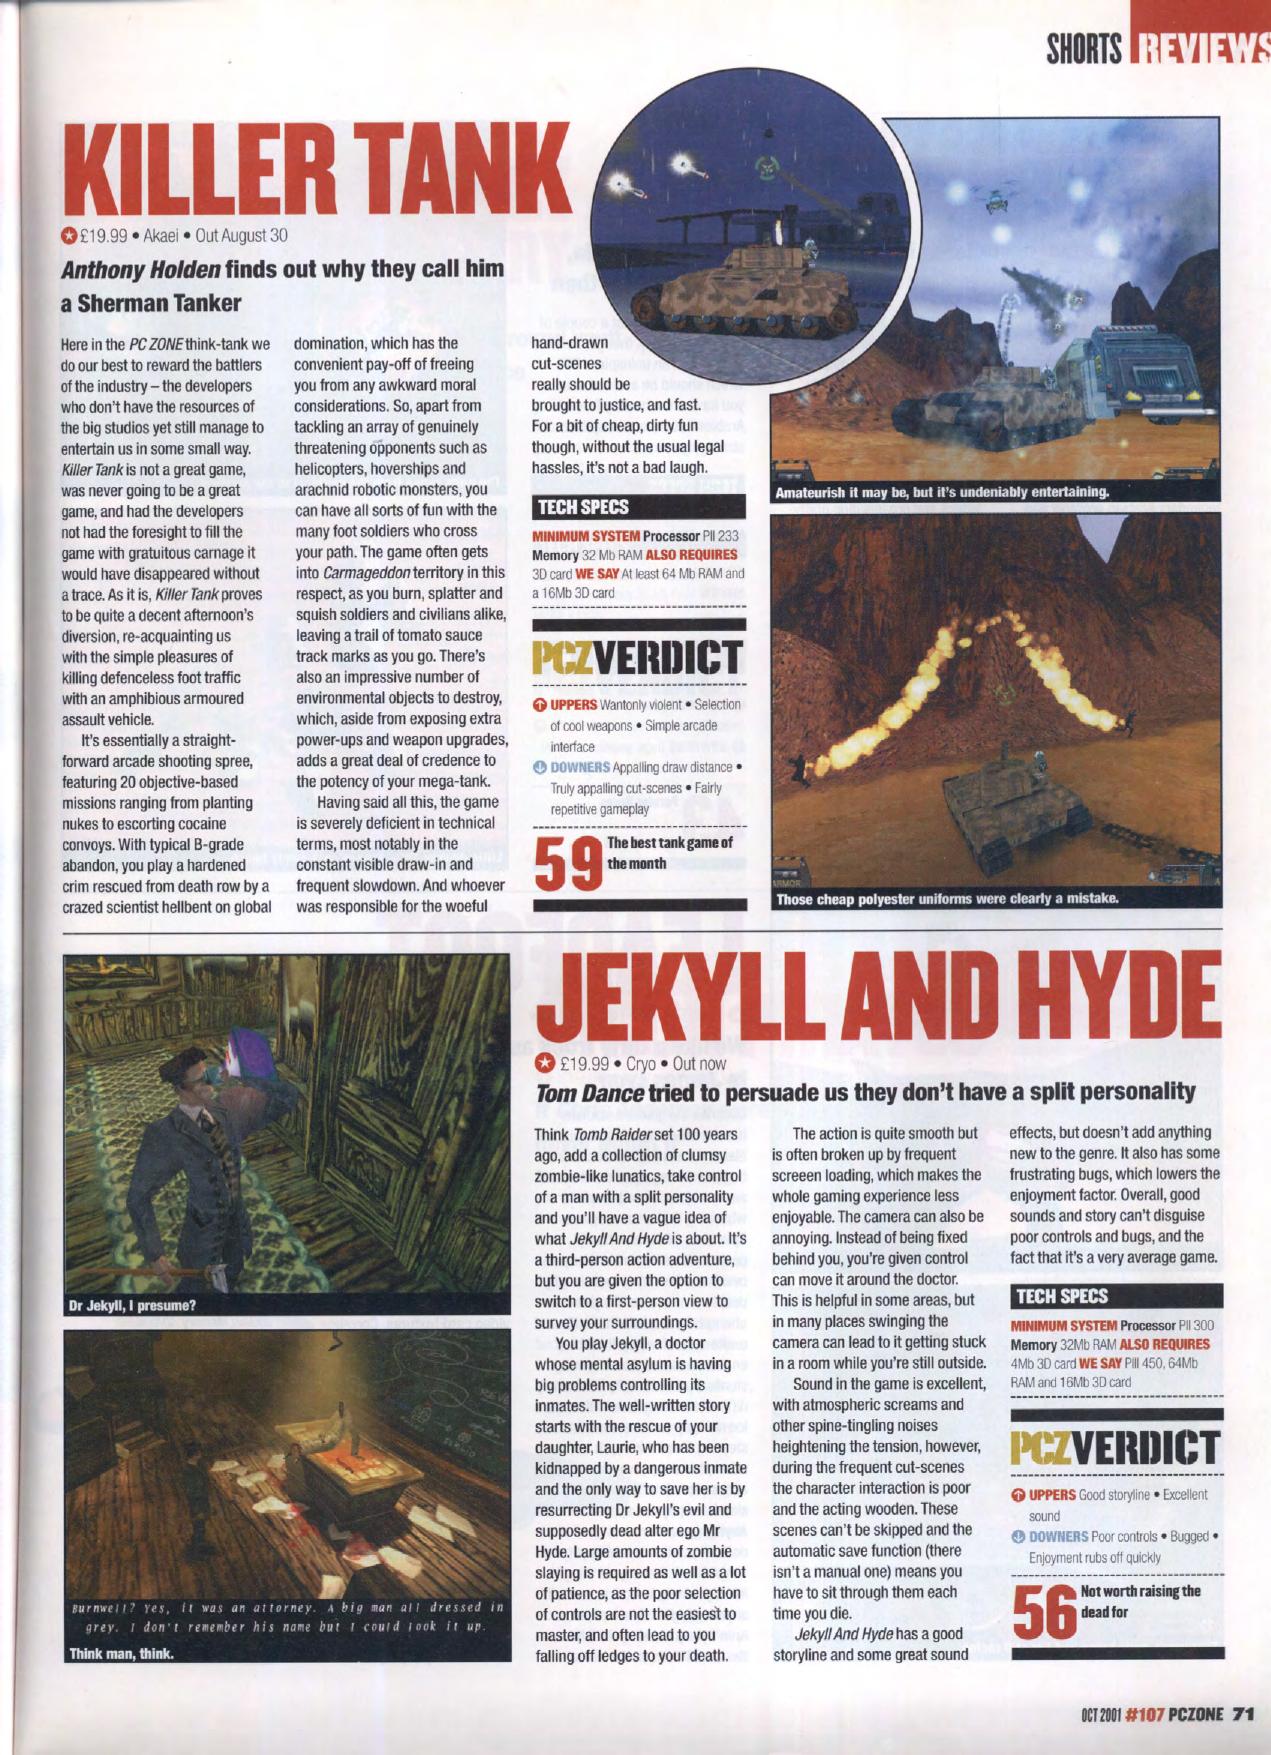 SHORTS REVIEWS
KILLER TANK
£19.99 • Akaei • Out August 30
Anthony Holden finds out why they call him
a Sherman Tanker
Here in the PC ZONE think-tank we
do our best to reward the battlers
of the industry – the developers
who don't have the resources of
the big studios yet still manage to
entertain us in some small way.
Killer Tank is not a great game,
was never going to be a great
game, and had the developers
not had the foresight to fill the
game with gratuitous carnage it
would have disappeared without
a trace. As it is, Killer Tank proves
to be quite a decent afternoon's
diversion, re-acquainting us
with the simple pleasures of
killing defenceless foot traffic
with an amphibious armoured
assault vehicle.
It's essentially a straight-
forward arcade shooting spree,
featuring 20 objective-based
missions ranging from planting
nukes to escorting cocaine
convoys. With typical B-grade
abandon, you play a hardened
crim rescued from death row by a
crazed scientist hellbent on global
domination, which has the
convenient pay-off of freeing
you from any awkward moral
considerations. So, apart from
tackling an array of genuinely
threatening opponents such as
helicopters, hoverships and
arachnid robotic monsters, you
can have all sorts of fun with the
many foot soldiers who cross
your path. The game often gets
into Carmageddon territory in this
respect, as you burn, splatter and
squish soldiers and civilians alike,
leaving a trail of tomato sauce
track marks as you go. There's
also an impressive number of
environmental objects to destroy,
which, aside from exposing extra
power-ups and weapon upgrades,
adds a great deal of credence to
the potency of your mega-tank.
Having said all this, the game
is severely deficient in technical
terms, most notably in the
constant visible draw-in and
frequent slowdown. And whoever
was responsible for the woeful
hand-drawn
cut-scenes
really should be
brought to justice, and fast.
For a bit of cheap, dirty fun
though, without the usual legal
hassles, it's not a bad laugh.
TECH SPECS
MINIMUM SYSTEM Processor PII 233
Memory 32 Mb RAM ALSO REQUIRES
3D card WE SAY At least 64 Mb RAM and
a 16Mb 3D card
PCZVERDICT
UPPERS Wantonly violent • Selection
of cool weapons • Simple arcade
interface
DOWNERS Appalling draw distance •
Truly appalling cut-scenes • Fairly
repetitive gameplay
59 The best tank game of
the month
Amateurish it may be, but it's undeniably entertaining.
ARMOR
Those cheap polyester uniforms were clearly a mistake.
Dr Jekyll, I presume?
Burnwell? Yes, it was an attorney. A big man all dressed in
grey. I don't remember his name but I could look it up.
Think man, think.
JEKYLL AND HYDE
£19.99 • Cryo • Out now
Tom Dance tried to persuade us they don't have a split personality
Think Tomb Raider set 100 years
ago, add a collection of clumsy
zombie-like lunatics, take control
of a man with a split personality
and you'll have a vague idea of
what Jekyll And Hyde is about. It's
a third-person action adventure,
but you are given the option to
switch to a first-person view to
survey your surroundings.
You play Jekyll, a doctor
whose mental asylum is having
big problems controlling its
inmates. The well-written story
starts with the rescue of your
daughter, Laurie, who has been
kidnapped by a dangerous inmate
and the only way to save her is by
resurrecting Dr Jekyll's evil and
supposedly dead alter ego Mr
Hyde. Large amounts of zombie
slaying is required as well as a lot
of patience, as the poor selection
of controls are not the easiest to
master, and often lead to you
falling off ledges to your death.
The action is quite smooth but
is often broken up by frequent
screeen loading, which makes the
whole gaming experience less
enjoyable. The camera can also be
annoying. Instead of being fixed
behind you, you're given control
can move it around the doctor.
This is helpful in some areas, but
in many places swinging the
camera can lead to it getting stuck
in a room while you're still outside.
Sound in the game is excellent,
with atmospheric screams and
other spine-tingling noises
heightening the tension, however,
during the frequent cut-scenes
the character interaction is poor
and the acting wooden. These
scenes can't be skipped and the
automatic save function (there
isn't a manual one) means you
have to sit through them each
time you die.
Jekyll And Hyde has a good
storyline and some great sound
effects, but doesn't add anything
new to the genre. It also has some
frustrating bugs, which lowers the
enjoyment factor. Overall, good
sounds and story can't disguise
poor controls and bugs, and the
fact that it's a very average game.
TECH SPECS
MINIMUM SYSTEM Processor PII 300
Memory 32Mb RAM ALSO REQUIRES
4Mb 3D card WE SAY PIII 450, 64Mb
RAM and 16Mb 3D card
PCZVERDICT
UPPERS Good storyline • Excellent
sound
DOWNERS Poor controls • Bugged •
Enjoyment rubs off quickly
56 Not worth raising the
dead for
OCT 2001 #107 PCZONE 71